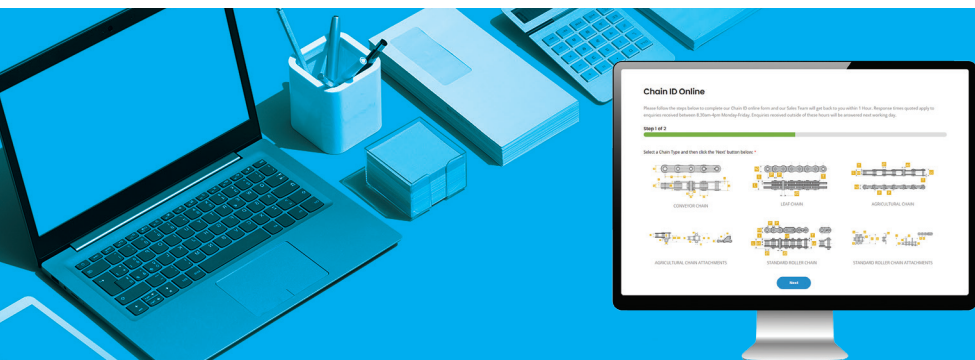 Chain ID Online
Please follow the steps below to complete our Chain ID online form and our Sales Team will get back to you within 1 Hour. Response times quoted apply to
enquiries received between 8:30am-4pm Monday-Friday. Enquiries received outside of these hours will be answered next working day.
Step 1 of 2
Select a Chain Type and then click the 'Next' button below: *
CONVEYOR CHAIN
LEAF CHAIN
AGRICULTURAL CHAIN
AGRICULTURAL CHAIN ATTACHMENTS
STANDARD ROLLER CHAIN
STANDARD ROLLER CHAIN ATTACHMENTS
Next